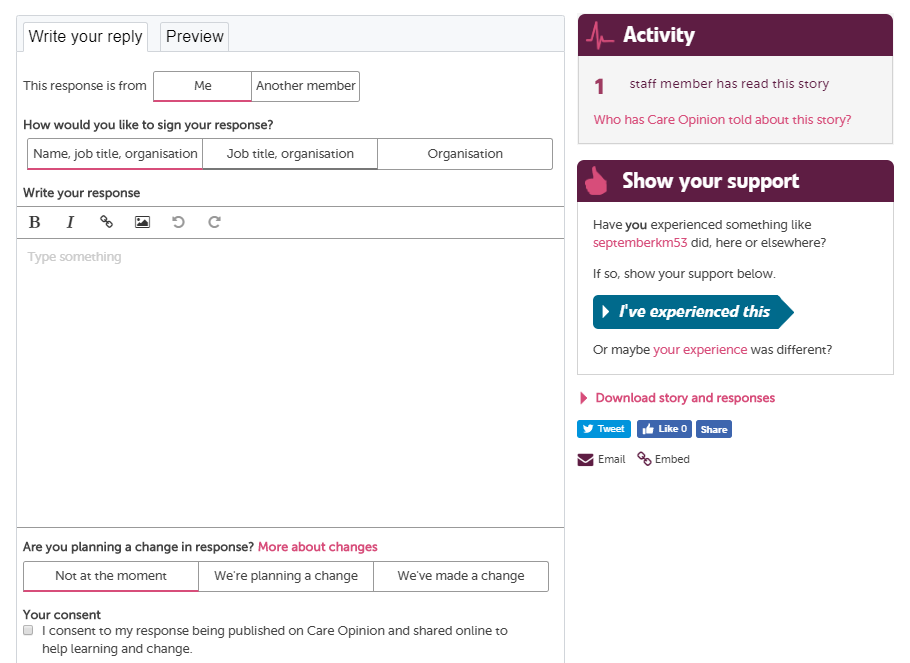 Write your reply
Preview
This response is from
Me
Another member
How would you like to sign your response?
Name, job title, organisation
Job title, organisation
Organisation
Write your response
B I
Type something
Are you planning a change in response? More about changes
Not at the moment
We're planning a change
We've made a change
Your consent
I consent to my response being published on Care Opinion and shared online to
help learning and change.
Activity
1 staff member has read this story
Who has Care Opinion told about this story?
Show your support
Have you experienced something like
septemberkm53 did, here or elsewhere?
If so, show your support below.
I've experienced this
Or maybe your experience was different?
Download story and responses
Tweet
Like 0
Share
Email
Embed